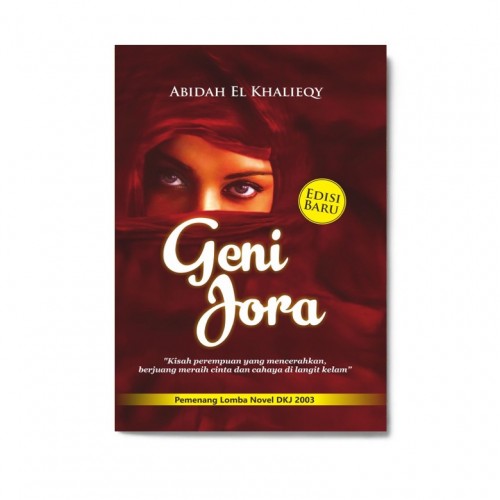 ABIDAH EL KHALIEQY
EDISI
BARU
Geni
Jora
"Kisah perempuan yang mencerahkan,
berjuang meraih cinta dan cahaya di langit kelam"
Pemenang Lomba Novel DKJ 2003